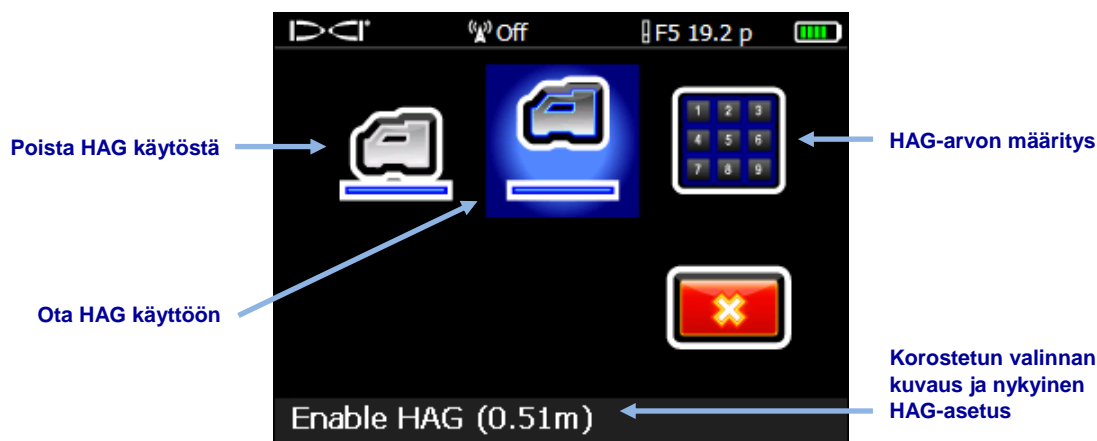 Off
F5 19.2 p
Poista HAG käytöstä
1 2 3
4 5 6
7 8 9
HAG-arvon määritys
Ota HAG käyttöön
Korostetun valinnan
kuvaus ja nykyinen
HAG-asetus
Enable HAG (0.51m)